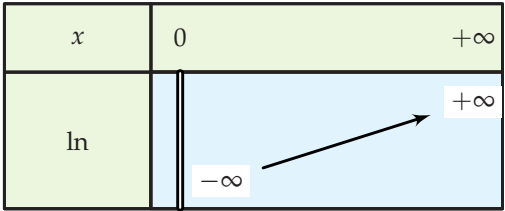 x 0 +∞
+∞
ln
−∞